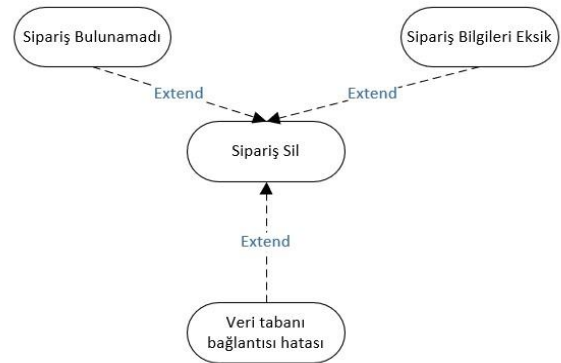 Sipariş Bulunamadı
Sipariş Bilgileri Eksik
Extend
Extend
Sipariş Sil
Extend
Veri tabanı
bağlantısı hatası